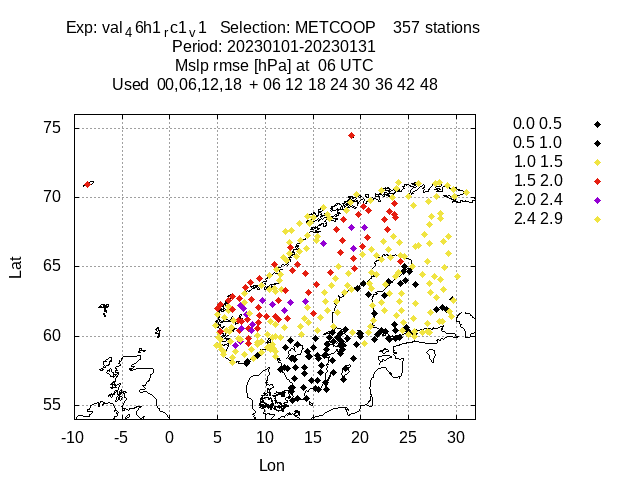 Exp: val4 6h1rc1v1 Selection: METCOOP 357 stations
Period: 20230101-20230131
Mslp rmse [hPa] at 06 UTC
Used 00,06,12,18 + 06 12 18 24 30 36 42 48
75
70
65
60
55
Lat
-10 -5 0 5 10 15 20 25 30
Lon
0.0 0.5
0.5 1.0
1.0 1.5
1.5 2.0
2.0 2.4
2.4 2.9